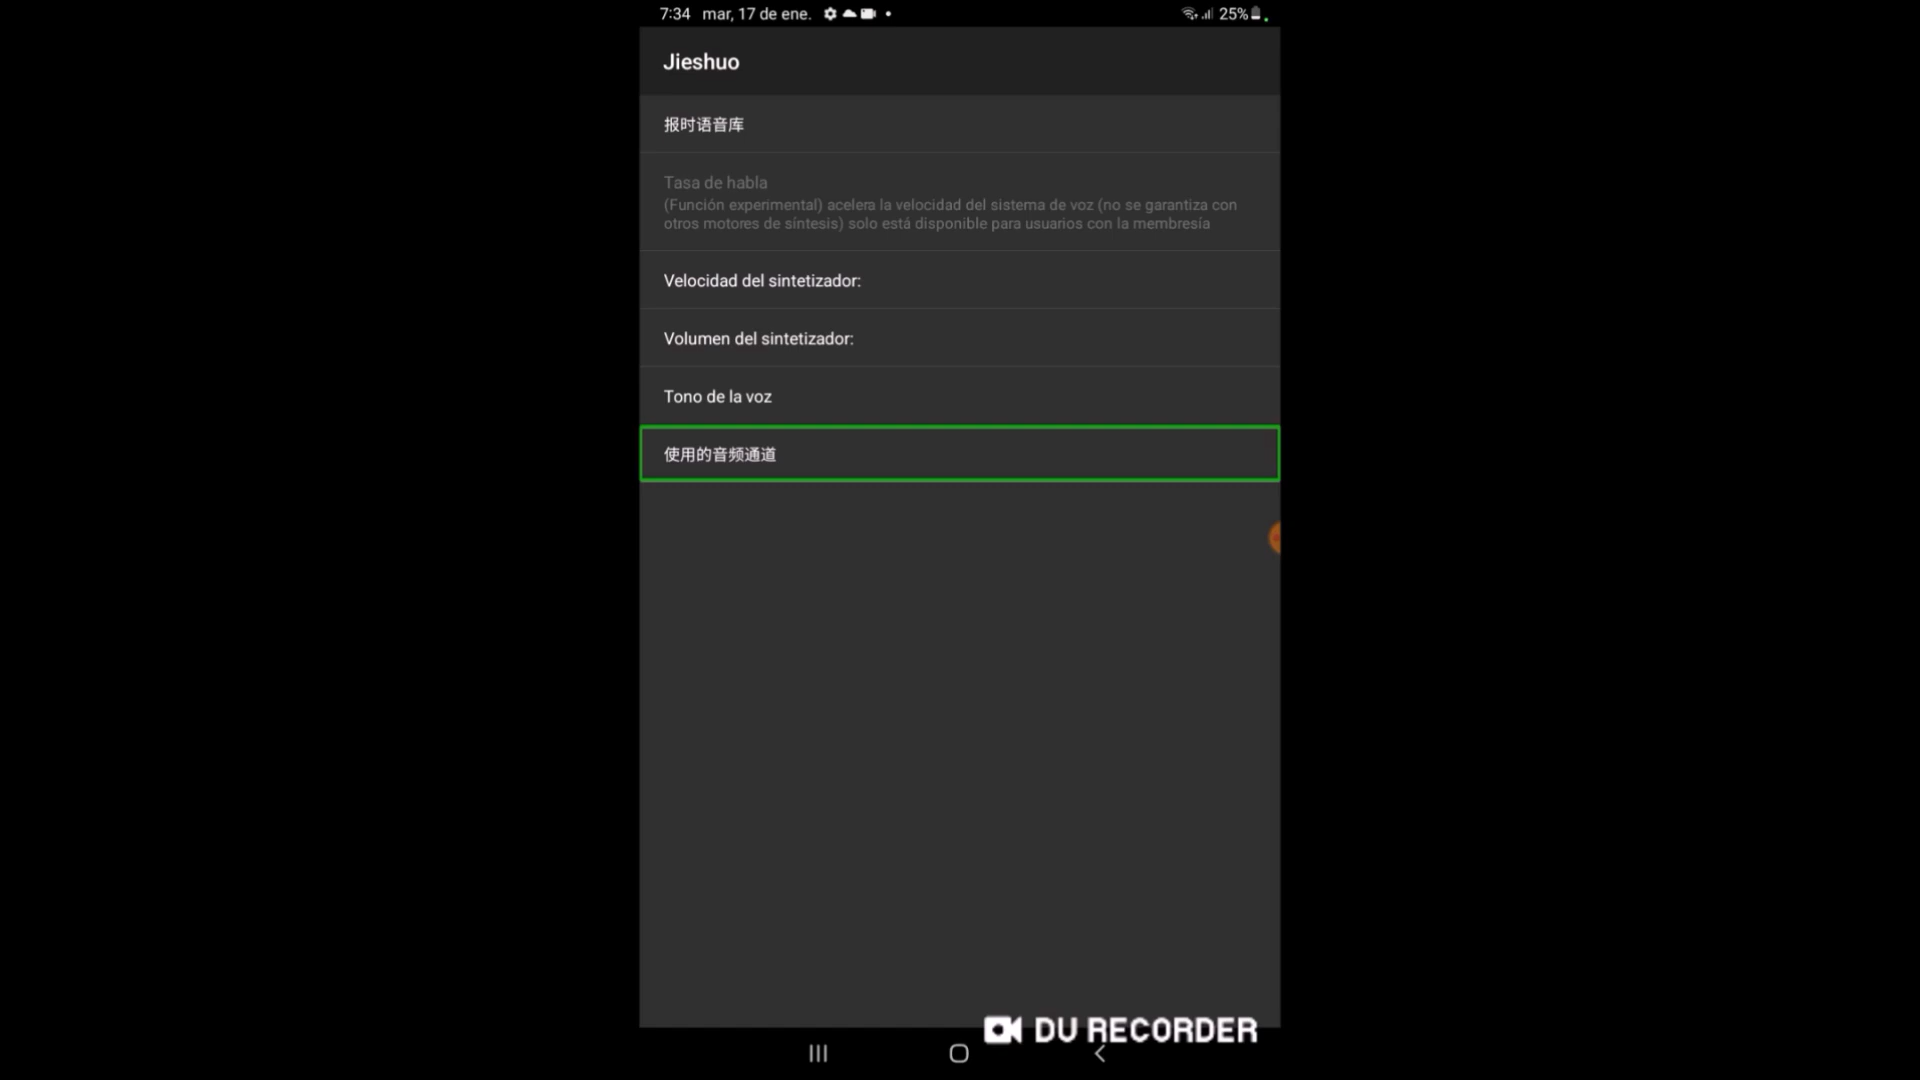 7:34 mar, 17 de ene. 25%
Jieshuo
报时语音库
Tasa de habla
(Función experimental) acelera la velocidad del sistema de voz (no se garantiza con
otros motores de síntesis) solo está disponible para usuarios con la membresía
Velocidad del sintetizador:
Volumen del sintetizador:
Tono de la voz
使用的音频通道
DU RECORDER